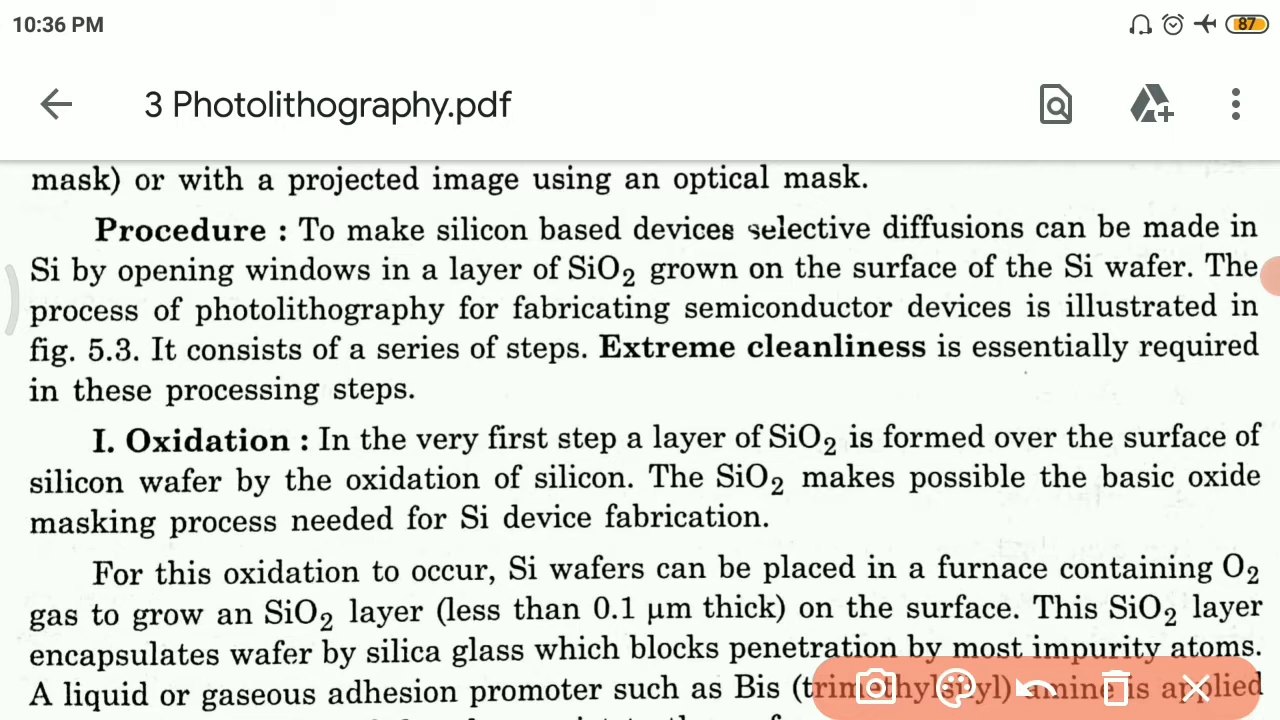 10:36 PM
87
3 Photolithography.pdf
mask) or with a projected image using an optical mask.
Procedure : To make silicon based devices selective diffusions can be made in
Si by opening windows in a layer of SiO2 grown on the surface of the Si wafer. The
process of photolithography for fabricating semiconductor devices is illustrated in
fig. 5.3. It consists of a series of steps. Extreme cleanliness is essentially required
in these processing steps.
I. Oxidation : In the very first step a layer of SiO2 is formed over the surface of
silicon wafer by the oxidation of silicon. The SiO2 makes possible the basic oxide
masking process needed for Si device fabrication.
For this oxidation to occur, Si wafers can be placed in a furnace containing O2
gas to grow an SiO2 layer (less than 0.1 μm thick) on the surface. This SiO2 layer
encapsulates wafer by silica glass which blocks penetration by most impurity atoms.
A liquid or gaseous adhesion promoter such as Bis (trimethylsilyl) amine is applied